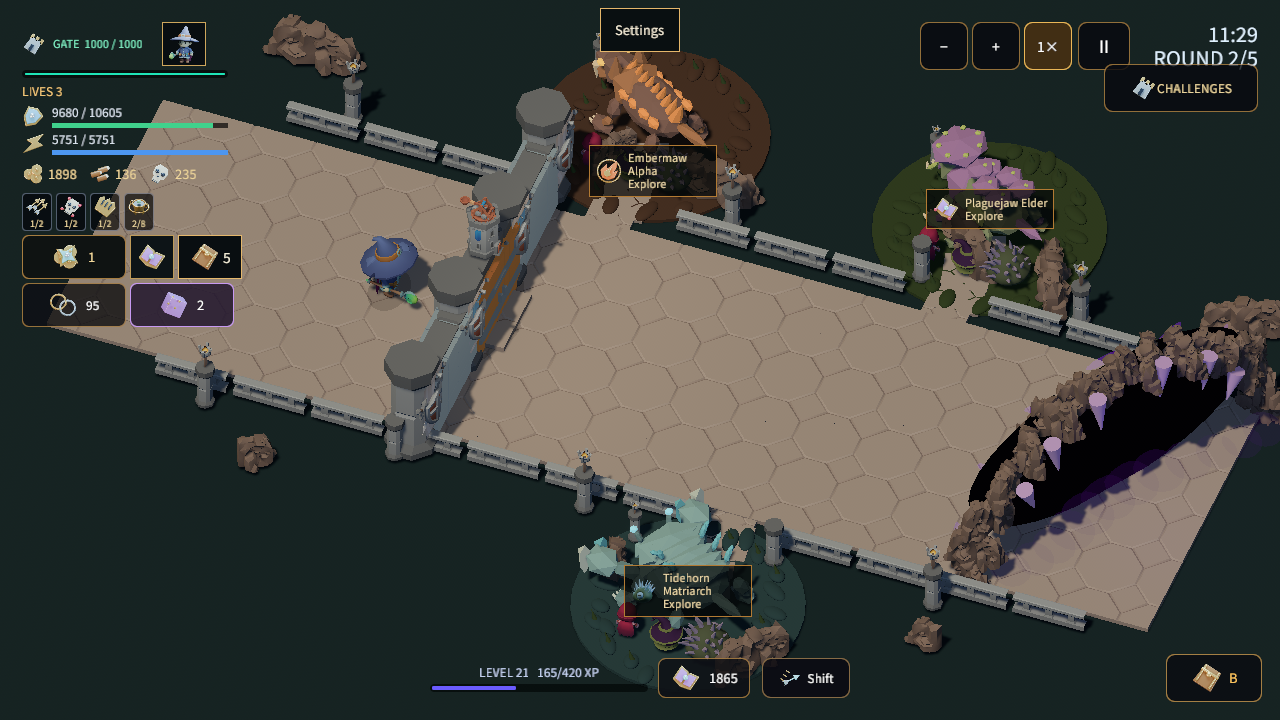 Settings
GATE 1000 / 1000
− + 1× II
11:29
ROUND 2/5
CHALLENGES
LIVES 3
9680 / 10605
5751 / 5751
1898 136 235
1/2 1/2 1/2 2/8
1 5
95 2
Embermaw
Alpha
Explore
Plaguejaw Elder
Explore
Tidehorn
Matriarch
Explore
LEVEL 21 165/420 XP
1865
Shift
B